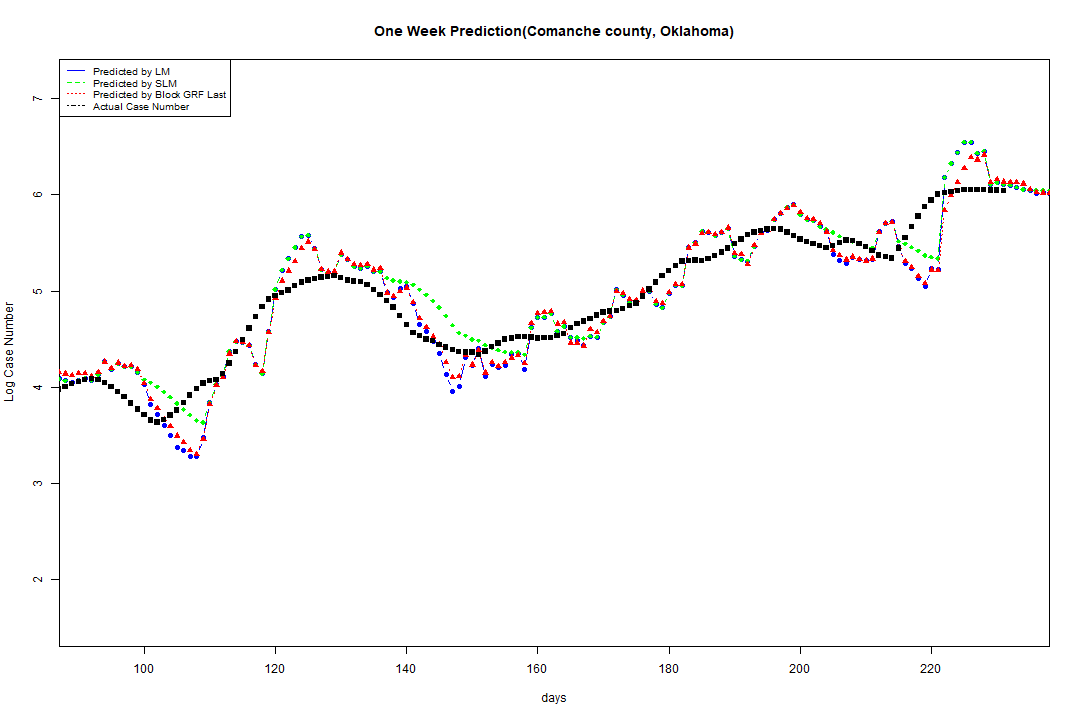 One Week Prediction(Comanche county, Oklahoma)
Predicted by LM
Predicted by SLM
Predicted by Block GRF Last
Actual Case Number
Log Case Number
7
6
5
4
3
2
100 120 140 160 180 200 220
days